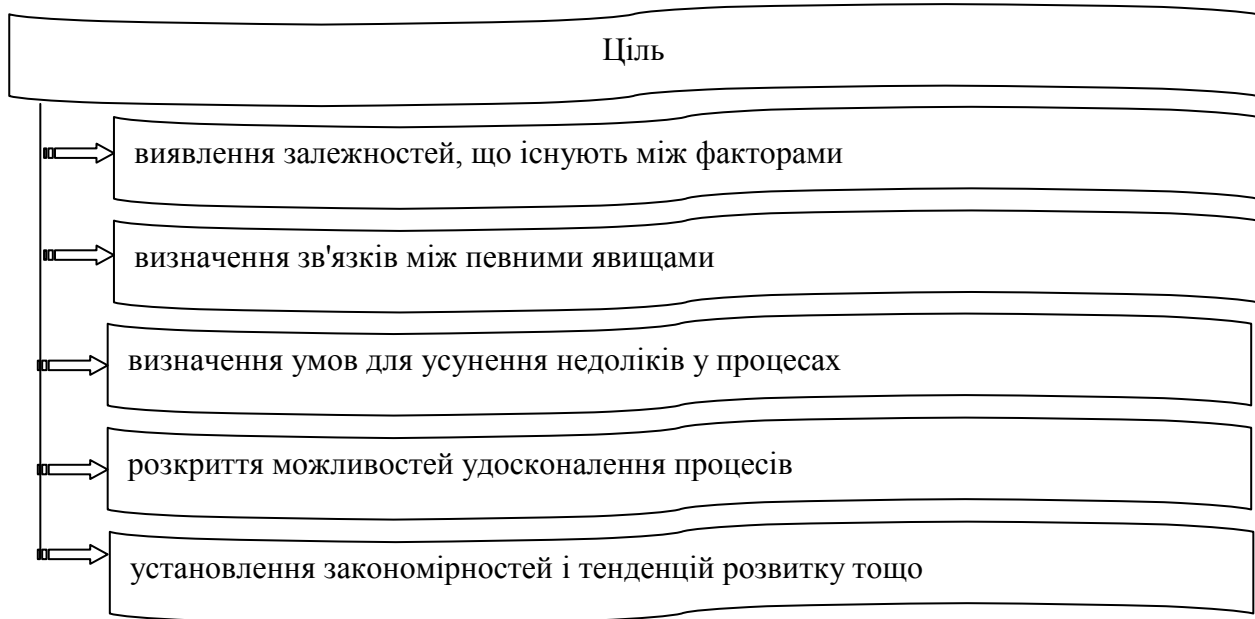 Ціль
виявлення залежностей, що існують між факторами
визначення зв'язків між певними явищами
визначення умов для усунення недоліків у процесах
розкриття можливостей удосконалення процесів
установлення закономірностей і тенденцій розвитку тощо